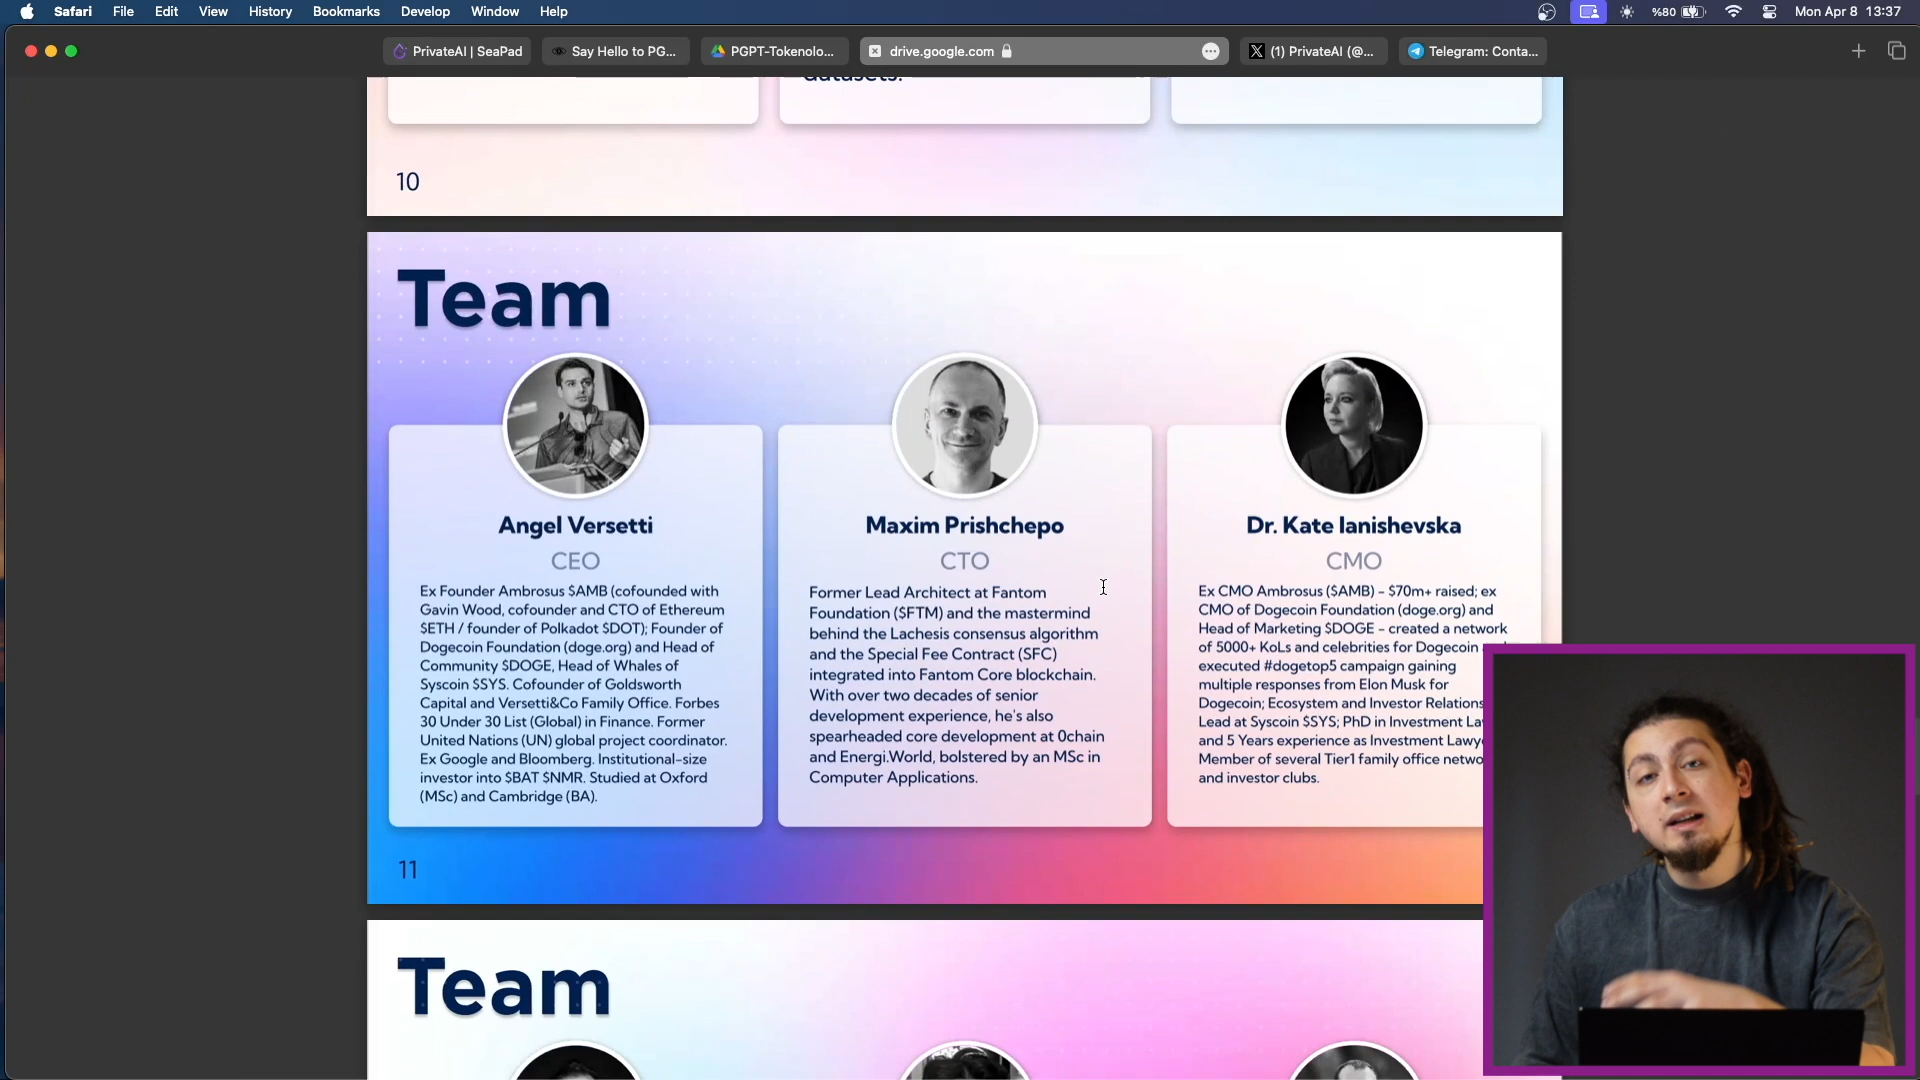 Safari File Edit View History Bookmarks Develop Window Help %80 Mon Apr 8 13:37
PrivateAI | SeaPad Say Hello to PG... PGPT-Tokenolo... drive.google.com (1) PrivateAI (@... Telegram: Conta...
datasets.
10
Team
Angel Versetti
CEO
Ex Founder Ambrosus $AMB (cofounded with
Gavin Wood, cofounder and CTO of Ethereum
$ETH / founder of Polkadot $DOT); Founder of
Dogecoin Foundation (doge.org) and Head of
Community $DOGE, Head of Whales of
Syscoin $SYS. Cofounder of Goldsworth
Capital and Versetti&Co Family Office. Forbes
30 Under 30 List (Global) in Finance. Former
United Nations (UN) global project coordinator.
Ex Google and Bloomberg. Institutional-size
investor into $BAT $NMR. Studied at Oxford
(MSc) and Cambridge (BA).
Maxim Prishchepo
CTO
Former Lead Architect at Fantom
Foundation ($FTM) and the mastermind
behind the Lachesis consensus algorithm
and the Special Fee Contract (SFC)
integrated into Fantom Core blockchain.
With over two decades of senior
development experience, he's also
spearheaded core development at 0chain
and Energi.World, bolstered by an MSc in
Computer Applications.
Dr. Kate Ianishevska
CMO
Ex CMO Ambrosus ($AMB) - $70m+ raised; ex
CMO of Dogecoin Foundation (doge.org) and
Head of Marketing $DOGE - created a network
of 5000+ KoLs and celebrities for Dogecoin
executed #dogetop5 campaign gaining
multiple responses from Elon Musk for
Dogecoin; Ecosystem and Investor Relations
Lead at Syscoin $SYS; PhD in Investment La
and 5 Years experience as Investment Lawy
Member of several Tier1 family office netwo
and investor clubs.
11
Team